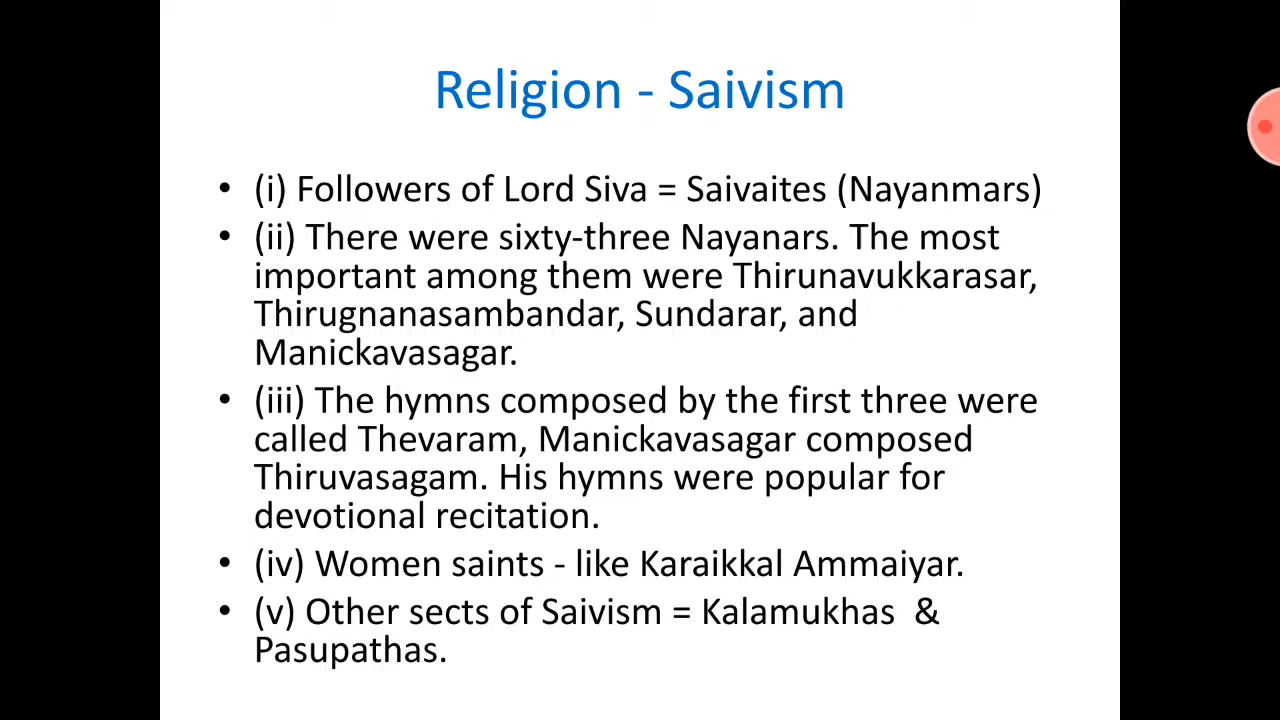 Religion - Saivism
• (i) Followers of Lord Siva = Saivaites (Nayanmars)
• (ii) There were sixty-three Nayanars. The most
important among them were Thirunavukkarasar,
Thirugnanasambandar, Sundarar, and
Manickavasagar.
• (iii) The hymns composed by the first three were
called Thevaram, Manickavasagar composed
Thiruvasagam. His hymns were popular for
devotional recitation.
• (iv) Women saints - like Karaikkal Ammaiyar.
• (v) Other sects of Saivism = Kalamukhas & 
Pasupathas.